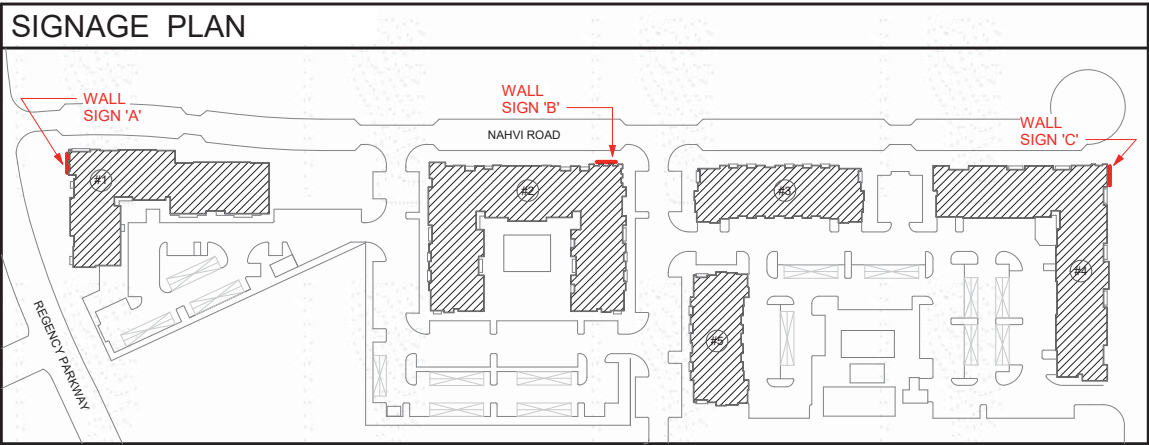 SIGNAGE PLAN
WALL
SIGN 'A'
WALL
SIGN 'B'
NAHVI ROAD
WALL
SIGN 'C'
#1
#2
#3
#4
#5
REGENCY PARKWAY